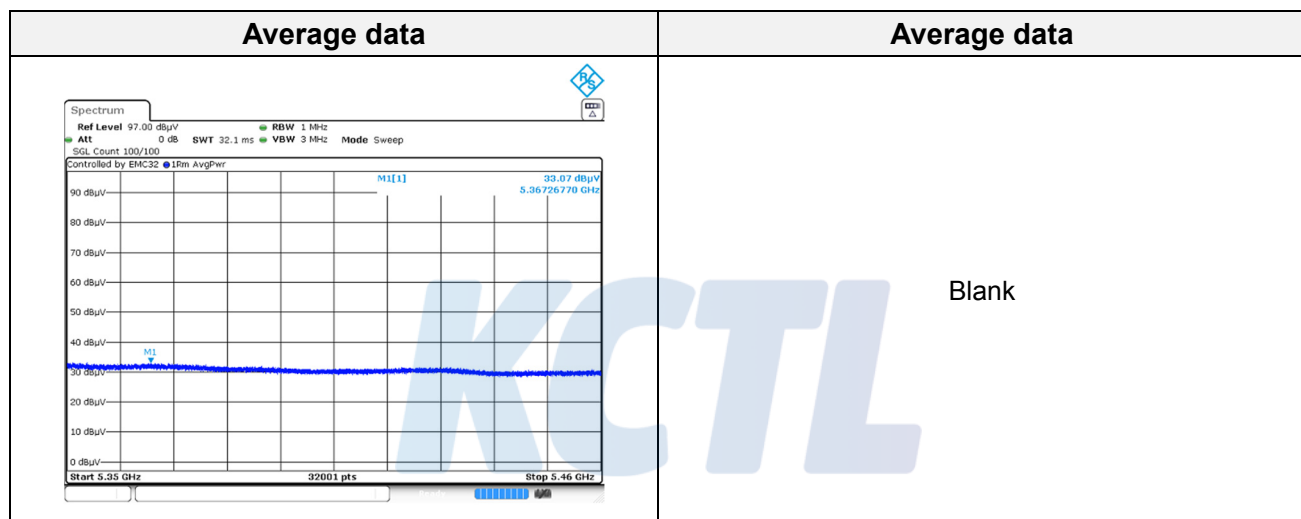 Average data
Average data
R&S
Spectrum
Ref Level 97.00 dBµV RBW 1 MHz
Att 0 dB SWT 32.1 ms VBW 3 MHz Mode Sweep
SGL Count 100/100
Controlled by EMC32 1Rm AvgPwr
M1[1] 33.07 dBµV
5.36726770 GHz
90 dBµV
80 dBµV
70 dBµV
60 dBµV
50 dBµV
40 dBµV
M1
30 dBµV
20 dBµV
10 dBµV
0 dBµV
Start 5.35 GHz 32001 pts Stop 5.46 GHz
Blank
KCTL